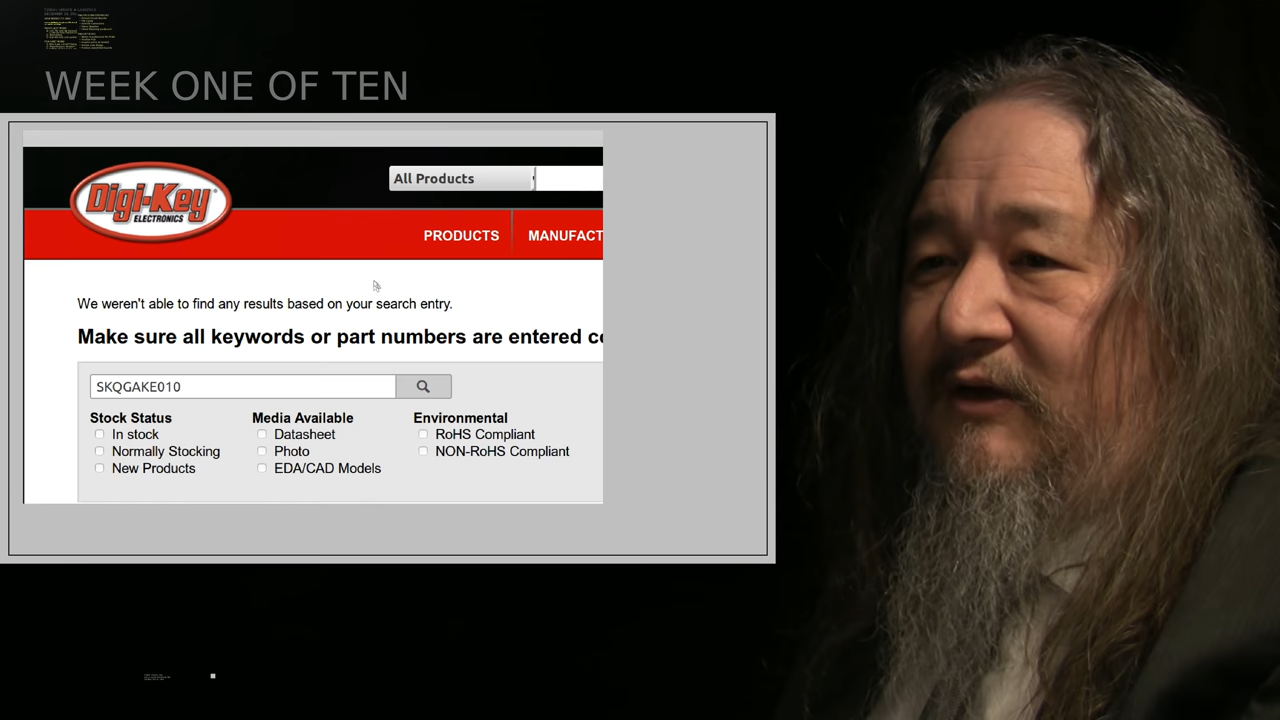 WEEK ONE OF TEN
Digi-Key®
ELECTRONICS
All Products
PRODUCTS
MANUFACT
We weren't able to find any results based on your search entry.
Make sure all keywords or part numbers are entered
SKQGAKE010
Stock Status
Media Available
Environmental
In stock
Datasheet
RoHS Compliant
Normally Stocking
Photo
NON-RoHS Compliant
New Products
EDA/CAD Models